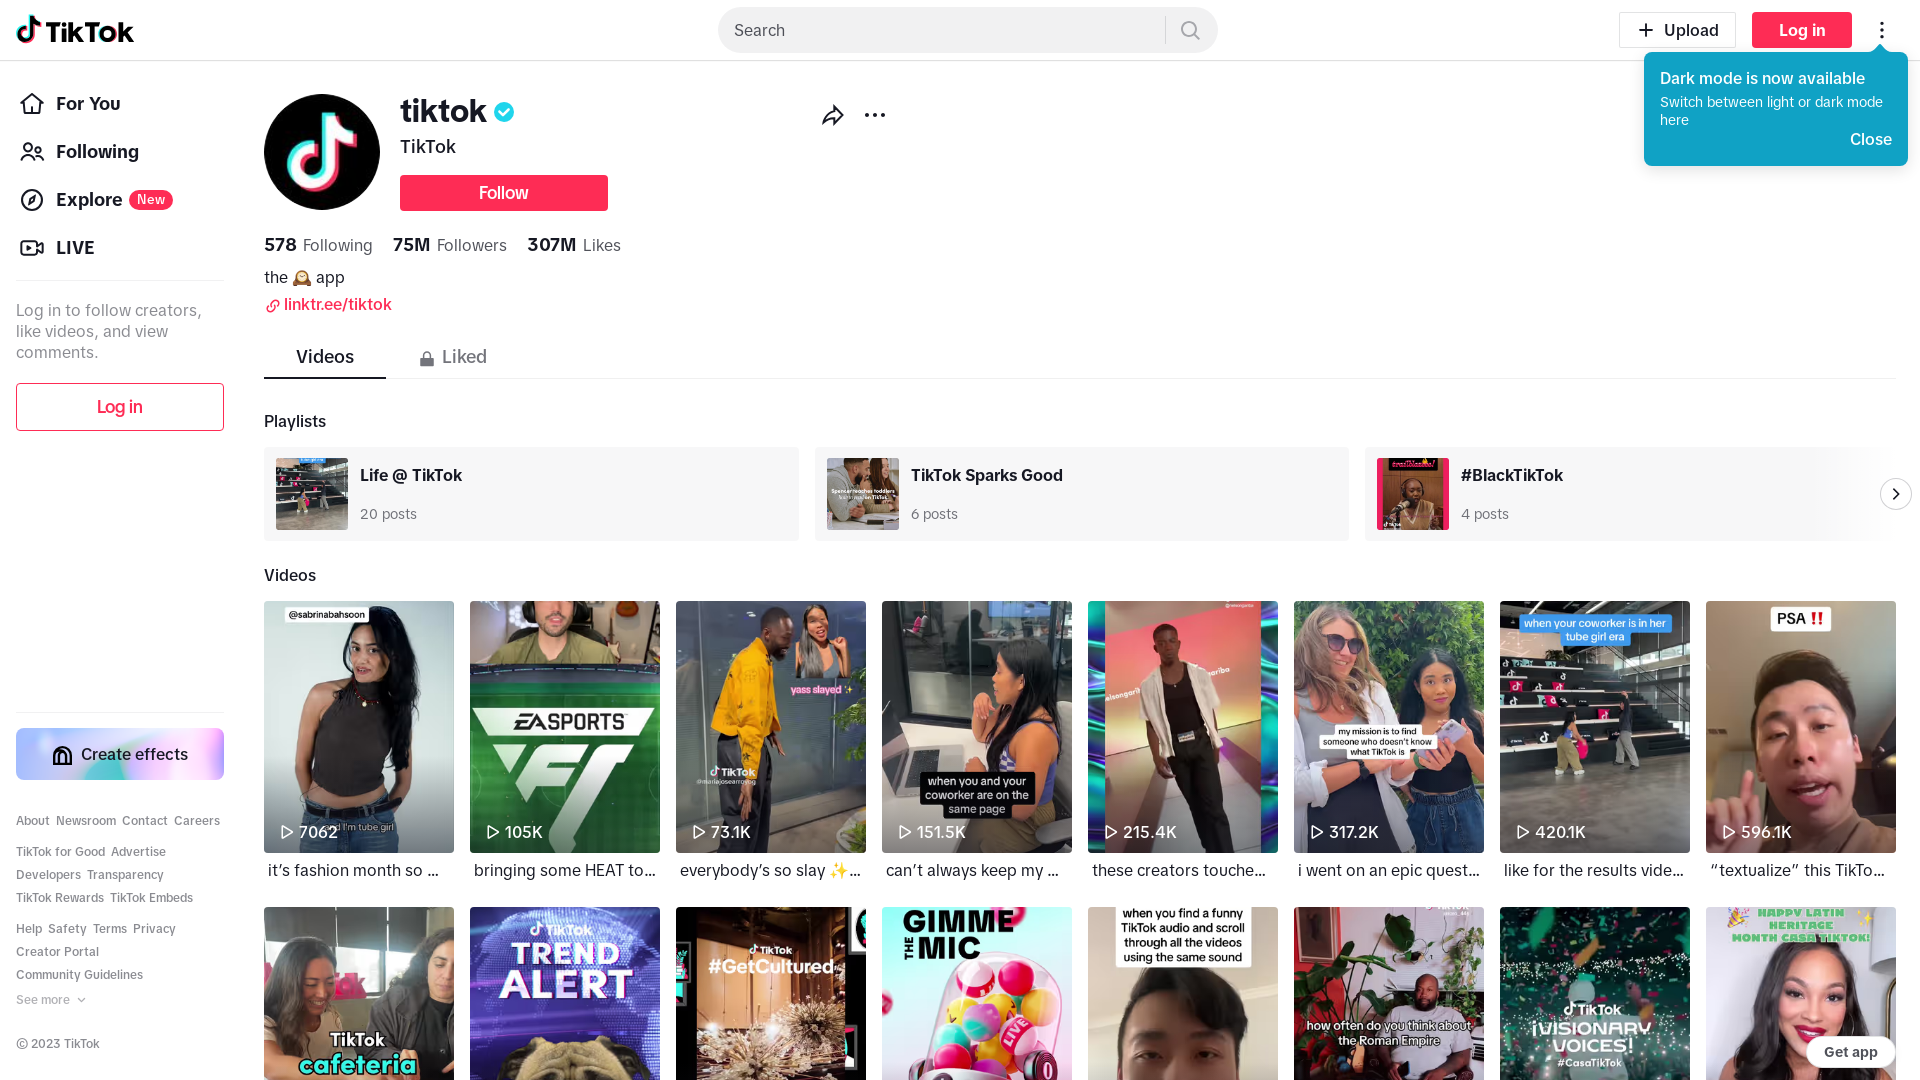 TikTok
Search
Upload
Log in
Dark mode is now available
Switch between light or dark mode
here
Close
For You
Following
Explore New
LIVE
Log in to follow creators,
like videos, and view
comments.
Log in
Create effects
About Newsroom Contact Careers
TikTok for Good Advertise
Developers Transparency
TikTok Rewards TikTok Embeds
Help Safety Terms Privacy
Creator Portal
Community Guidelines
See more
© 2023 TikTok
tiktok
TikTok
Follow
578 Following 75M Followers 307M Likes
the 🕰️ app
linktr.ee/tiktok
Videos
Liked
Playlists
Life @ TikTok
20 posts
TikTok Sparks Good
6 posts
#BlackTikTok
4 posts
Videos
@sabrinabahsoon
and I'm tube girl
7062
it’s fashion month so ...
EA SPORTS
FC
105K
bringing some HEAT to...
yass slayed ✨
TikTok
73.1K
everybody’s so slay ✨...
when you and your
coworker are on the
same page
151.5K
can’t always keep my ...
215.4K
these creators touche...
my mission is to find
someone who doesn't know
what TikTok is
317.2K
i went on an epic quest...
when your coworker is in her
tube girl era
420.1K
like for the results vide...
PSA ‼️
596.1K
“textualize” this TikTo...
TikTok
cafeteria
TikTok
TREND
ALERT
TikTok
#GetCultured
GIMME
THE MIC
LIVE
when you find a funny
TikTok audio and scroll
through all the videos
using the same sound
how often do you think about
the Roman Empire
TikTok
¡VISIONARY
VOICES!
#CasaTikTok
HAPPY LATIN
HERITAGE
MONTH CASA TIKTOK!
Get app